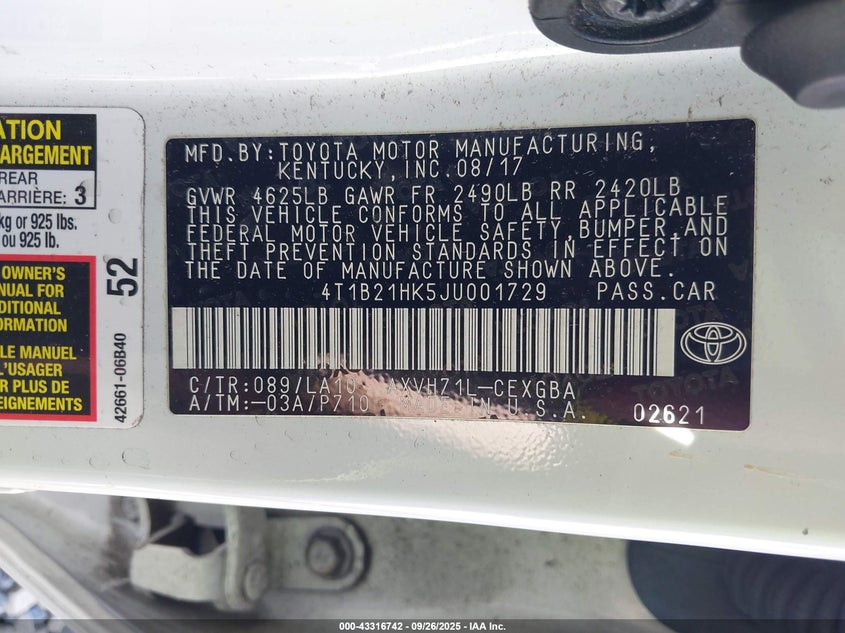 ATION
ARGEMENT
REAR
ARRIÈRE: 3
kg or 925 lbs.
ou 925 lb.
OWNER'S
NUAL FOR
DITIONAL
ORMATION
LE MANUEL
L'USAGER
R PLUS DE
EIGNEMENTS
52
42661-06B40
MFD.BY:TOYOTA MOTOR MANUFACTURING,
KENTUCKY,INC.08/17
GVWR 4625LB GAWR FR 2490LB RR 2420LB
THIS VEHICLE CONFORMS TO ALL APPLICABLE
FEDERAL MOTOR VEHICLE SAFETY,BUMPER,AND
THEFT PREVENTION STANDARDS IN EFFECT ON
THE DATE OF MANUFACTURE SHOWN ABOVE.
4T1B21HK5JU001729 PASS.CAR
C/TR:089/LA10 AXVH71L-CEXGBA
A/TM:-03A/P710 MADE IN U.S.A. 02621
000-43316742 - 09/26/2025 - IAA Inc.